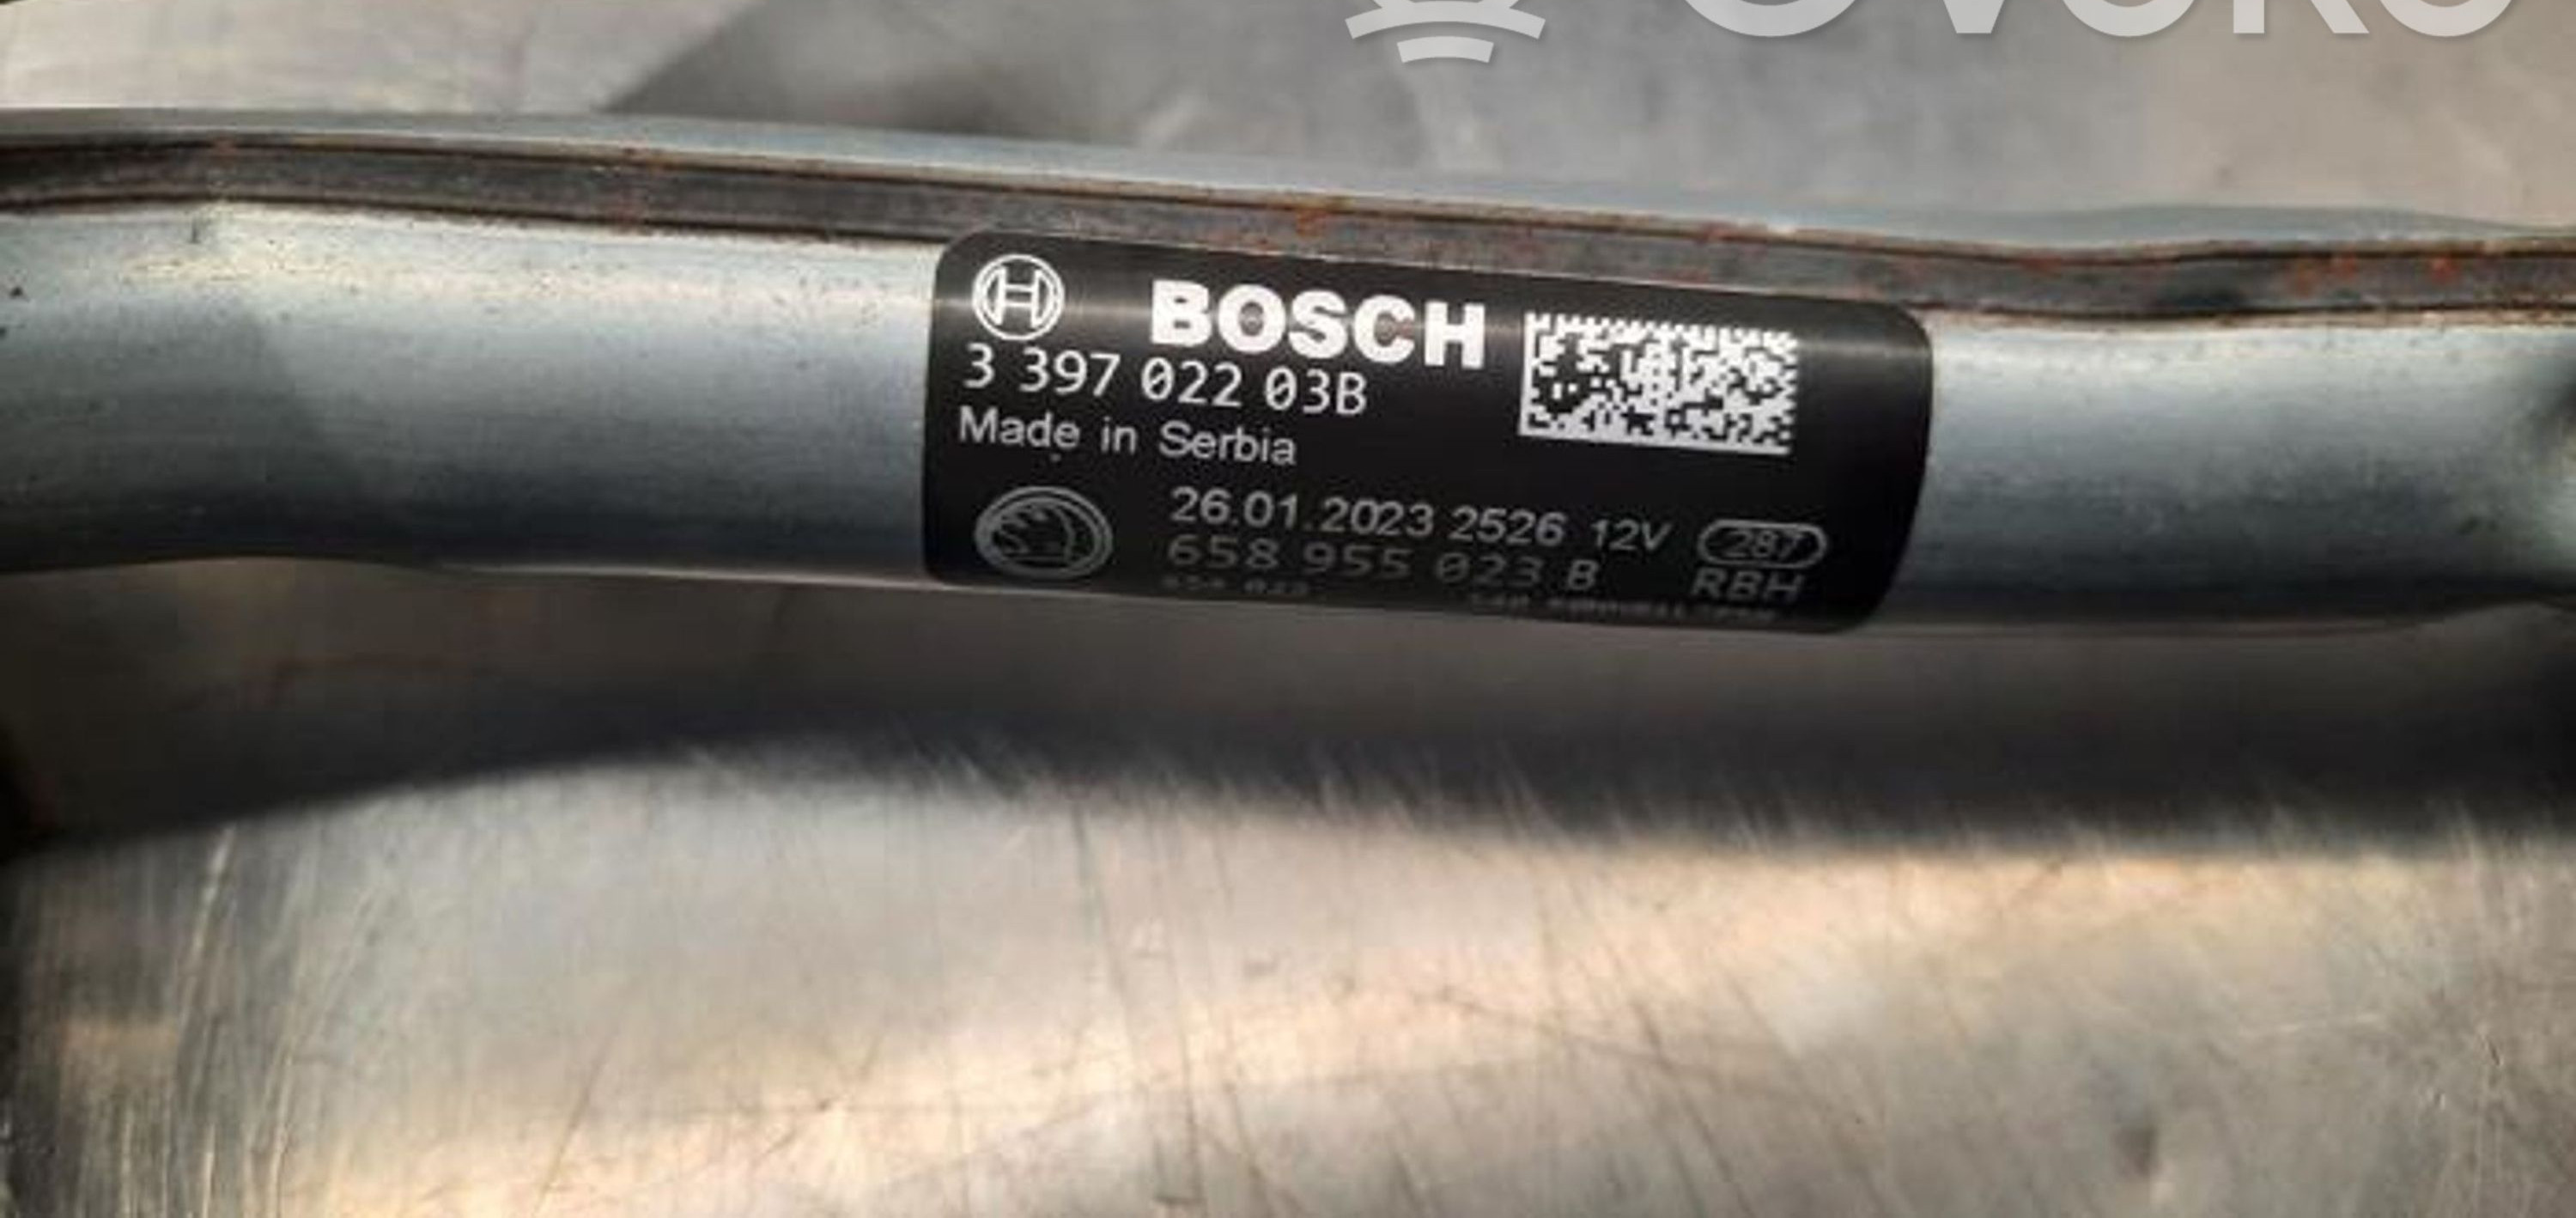 BOSCH
3 397 022 03B
Made in Serbia
26.01.2023 2526 12V 287
658 955 023 B RBH